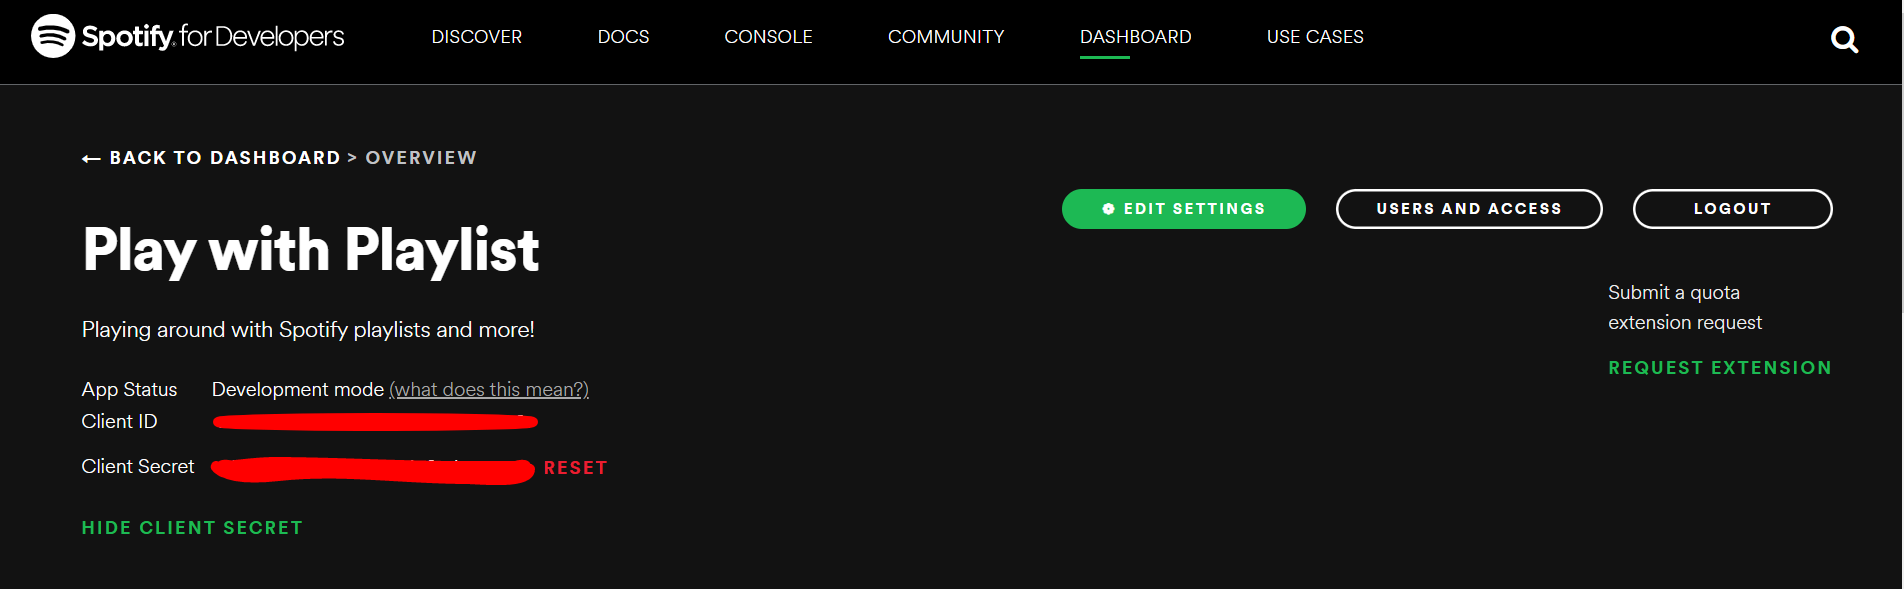 Spotify for Developers DISCOVER DOCS CONSOLE COMMUNITY DASHBOARD USE CASES
← BACK TO DASHBOARD > OVERVIEW
EDIT SETTINGS USERS AND ACCESS LOGOUT
Play with Playlist
Submit a quota
extension request
Playing around with Spotify playlists and more!
REQUEST EXTENSION
App Status Development mode (what does this mean?)
Client ID
Client Secret RESET
HIDE CLIENT SECRET